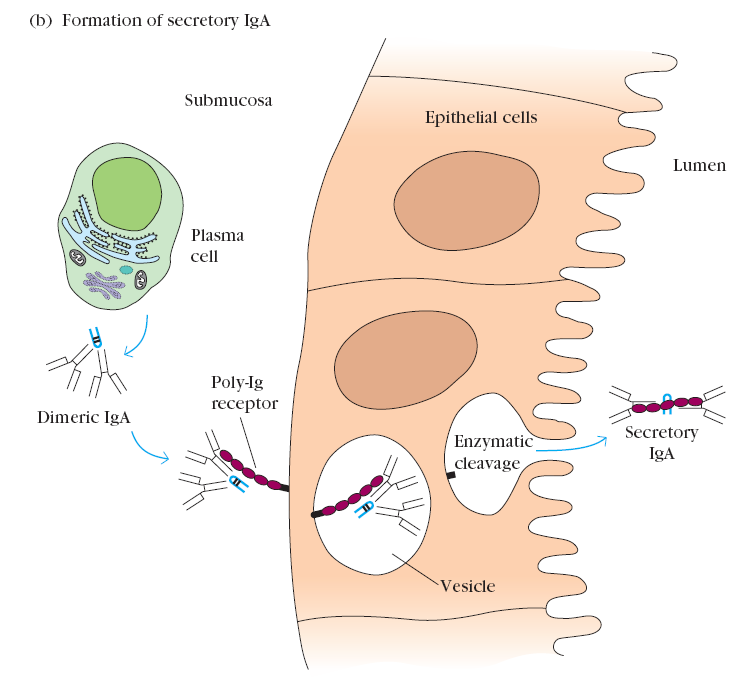 (b) Formation of secretory IgA
Submucosa
Epithelial cells
Lumen
Plasma
cell
Poly-Ig
receptor
Dimeric IgA
Enzymatic
cleavage
Secretory
IgA
Vesicle